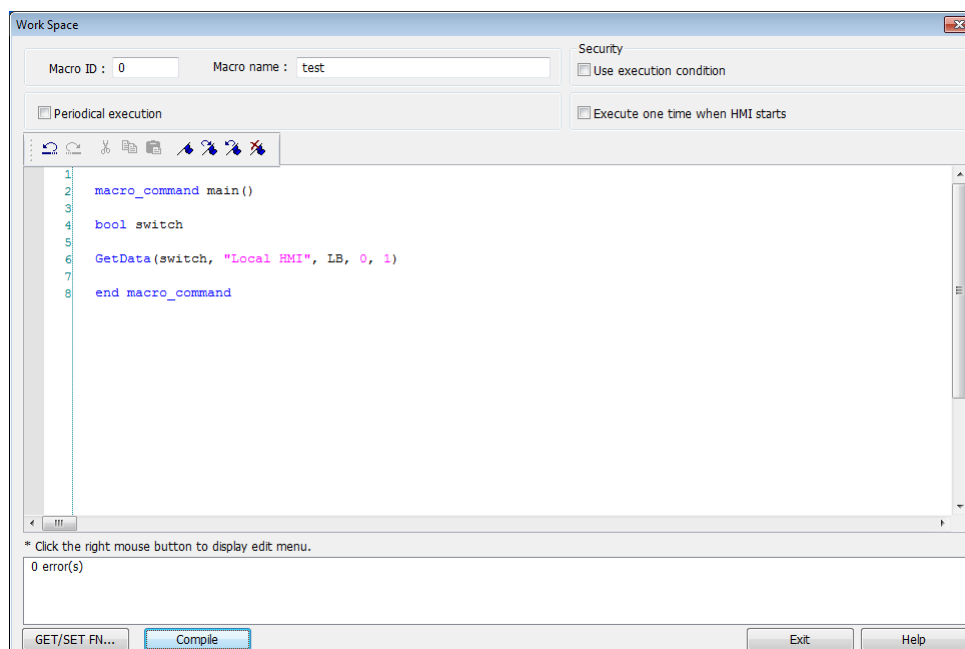 Work Space
Security
Macro ID : 0 Macro name : test
Use execution condition
Periodical execution
Execute one time when HMI starts
1
2 macro_command main()
3
4 bool switch
5
6 GetData(switch, "Local HMI", LB, 0, 1)
7
8 end macro_command
* Click the right mouse button to display edit menu.
0 error(s)
GET/SET FN... Compile Exit Help